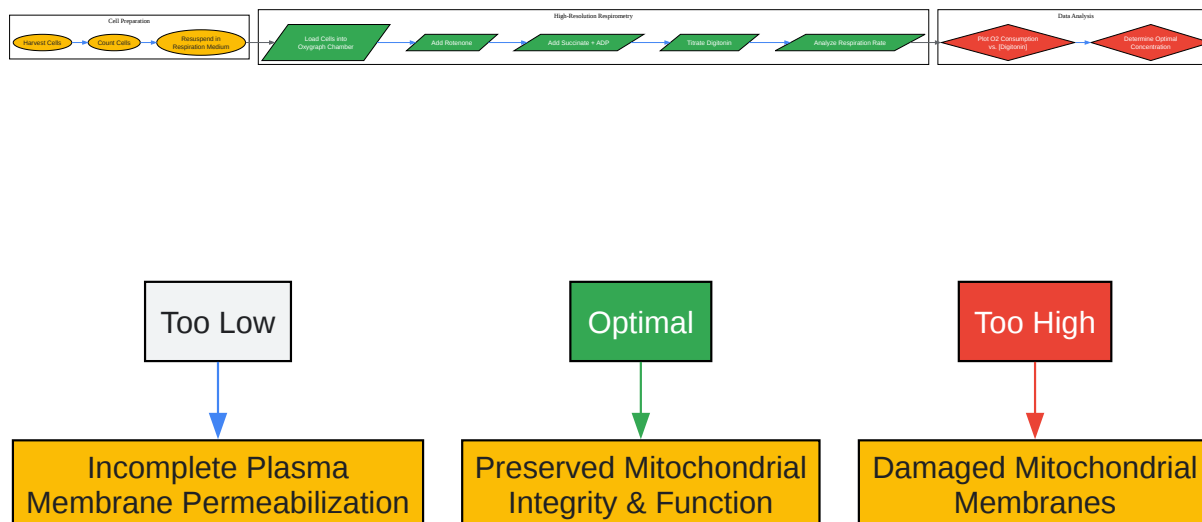 Cell Preparation
Harvest Cells
Count Cells
Resuspend in
Respiration Medium
High-Resolution Respirometry
Load Cells into
Oxygraph Chamber
Add Rotenone
Add Succinate + ADP
Titrate Digitonin
Analyze Respiration Rate
Data Analysis
Plot O2 Consumption
vs. [Digitonin]
Determine Optimal
Concentration
Too Low
Optimal
Too High
Incomplete Plasma
Membrane Permeabilization
Preserved Mitochondrial
Integrity & Function
Damaged Mitochondrial
Membranes